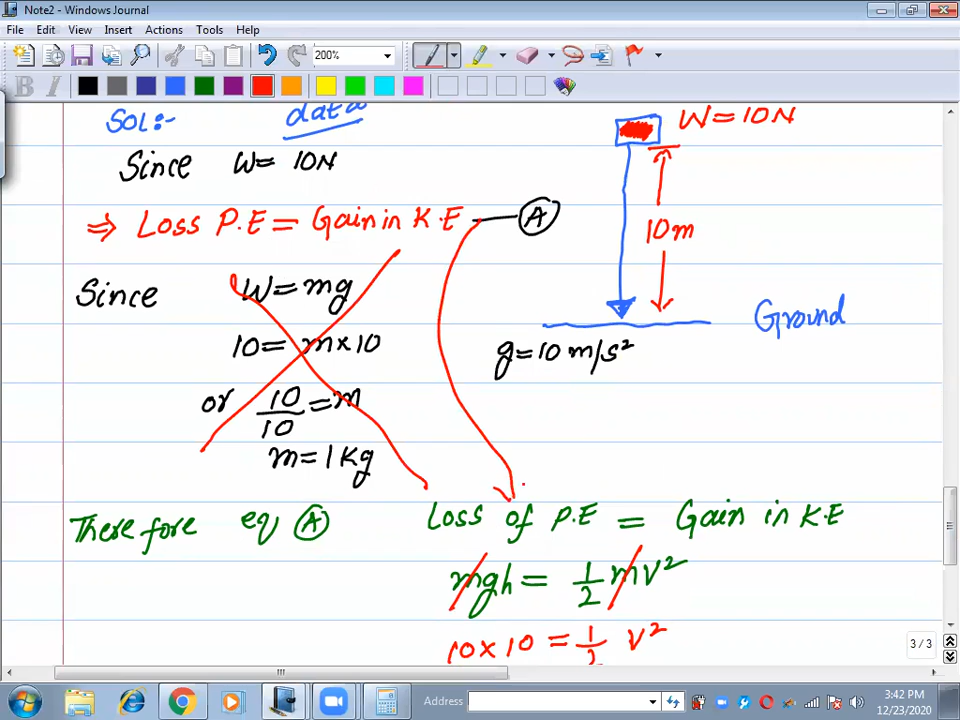 Note2 - Windows Journal
File Edit View Insert Actions Tools Help
200%
B I
Sol:- data
W = 10N
Since W = 10N
⇒ Loss P.E = Gain in K.E — A
10m
Since W = mg
Ground
10 = m×10
g = 10 m/s²
or 10/10 = m
m = 1 Kg
Therefore eq A Loss of P.E = Gain in K.E
mgh = 1/2 mv²
10×10 = 1/2 v²
3 / 3
Address
3:42 PM
12/23/2020